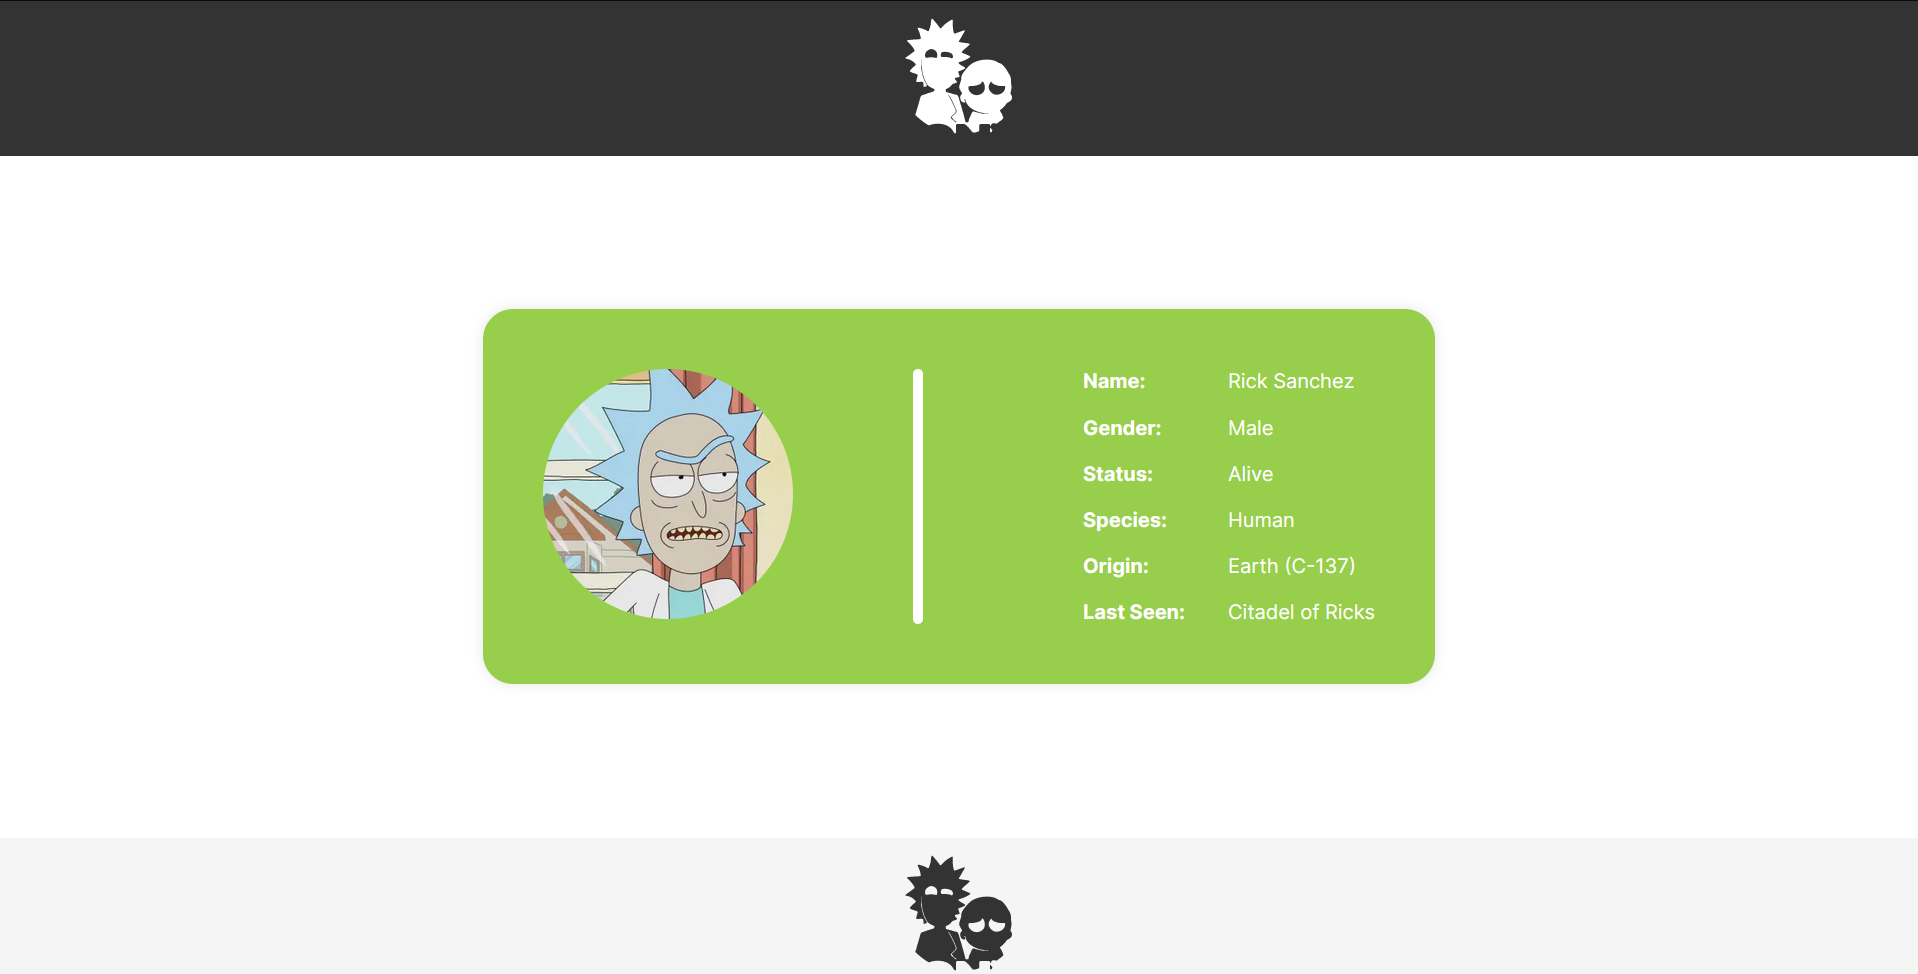 Name: Rick Sanchez
Gender: Male
Status: Alive
Species: Human
Origin: Earth (C-137)
Last Seen: Citadel of Ricks